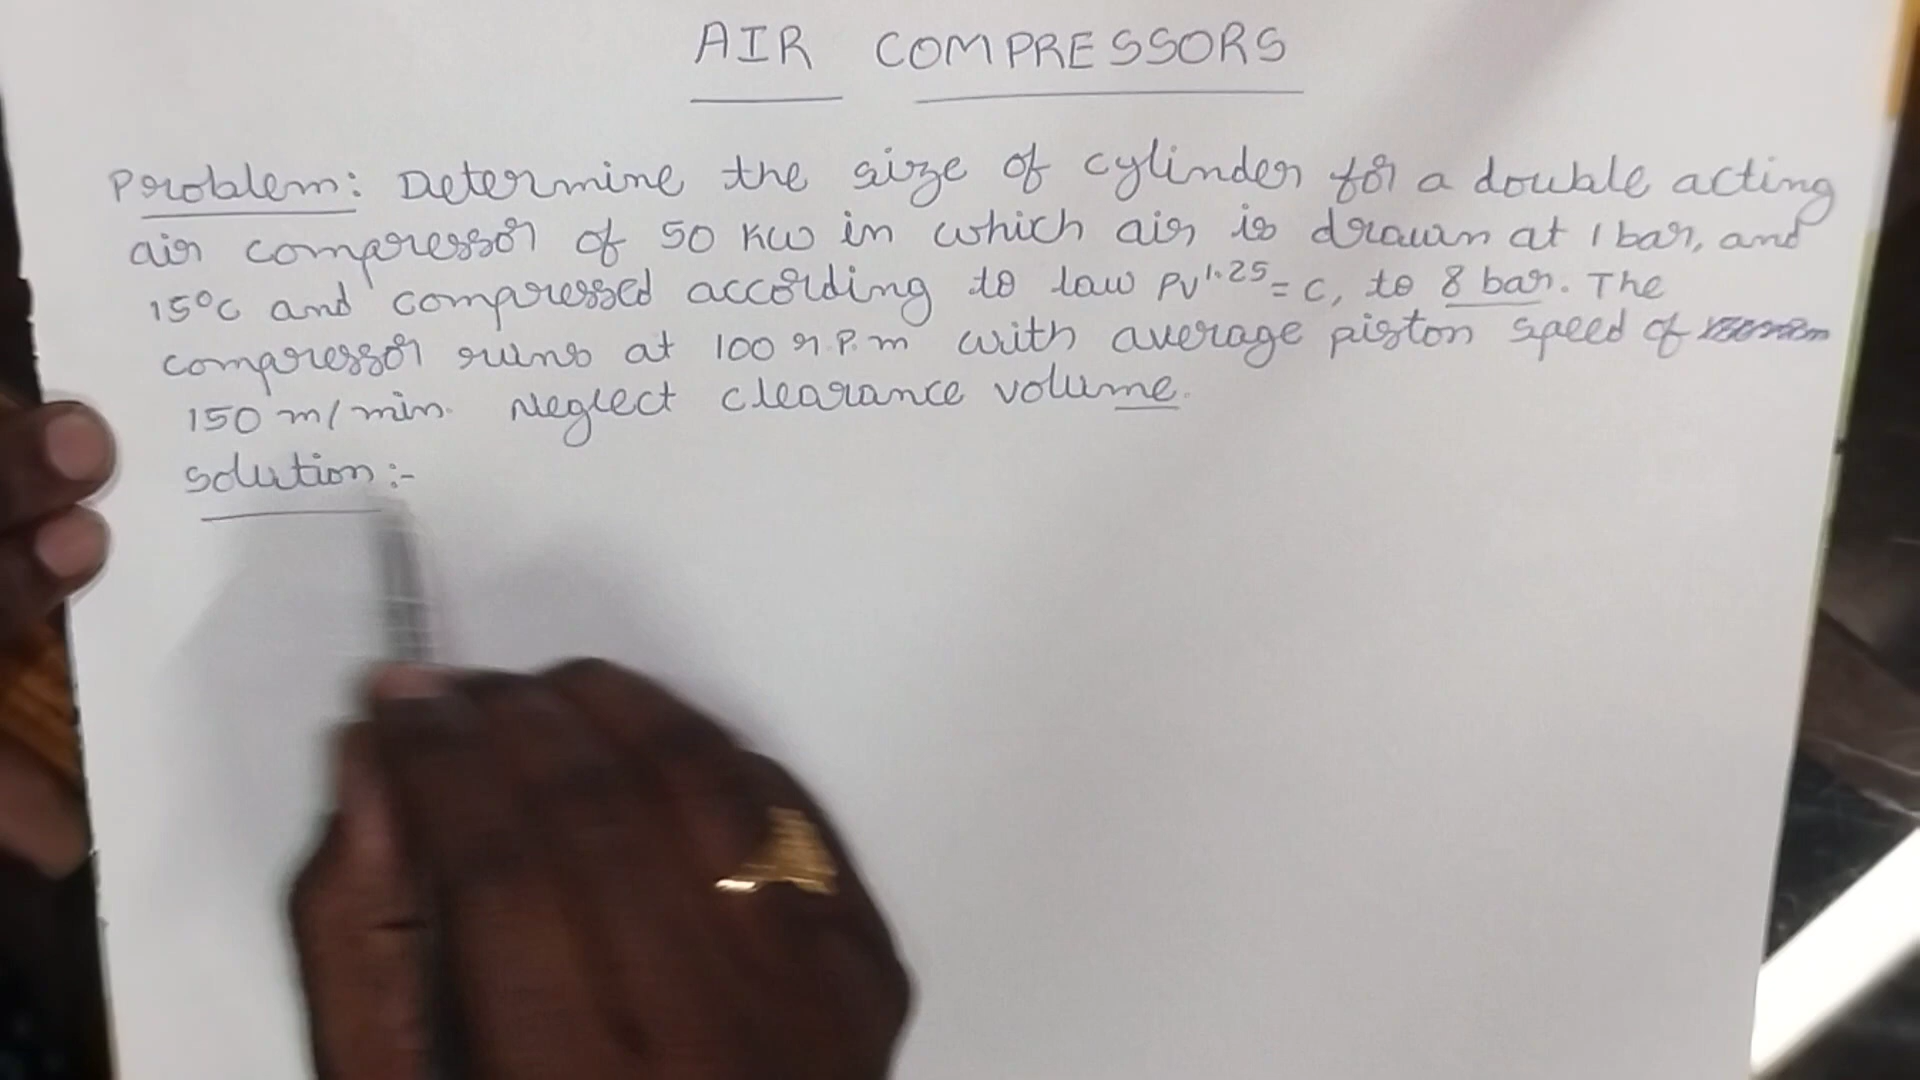 AIR COMPRESSORS
Problem: Determine the size of cylinder for a double acting
air compressor of 50 KW in which air is drawn at 1 bar, and
15°C and compressed according to law PV^1.25 = C, to 8 bar. The
compressor runs at 100 r.P.m with average piston speed of
150 m/min. Neglect clearance volume.
Solution:-